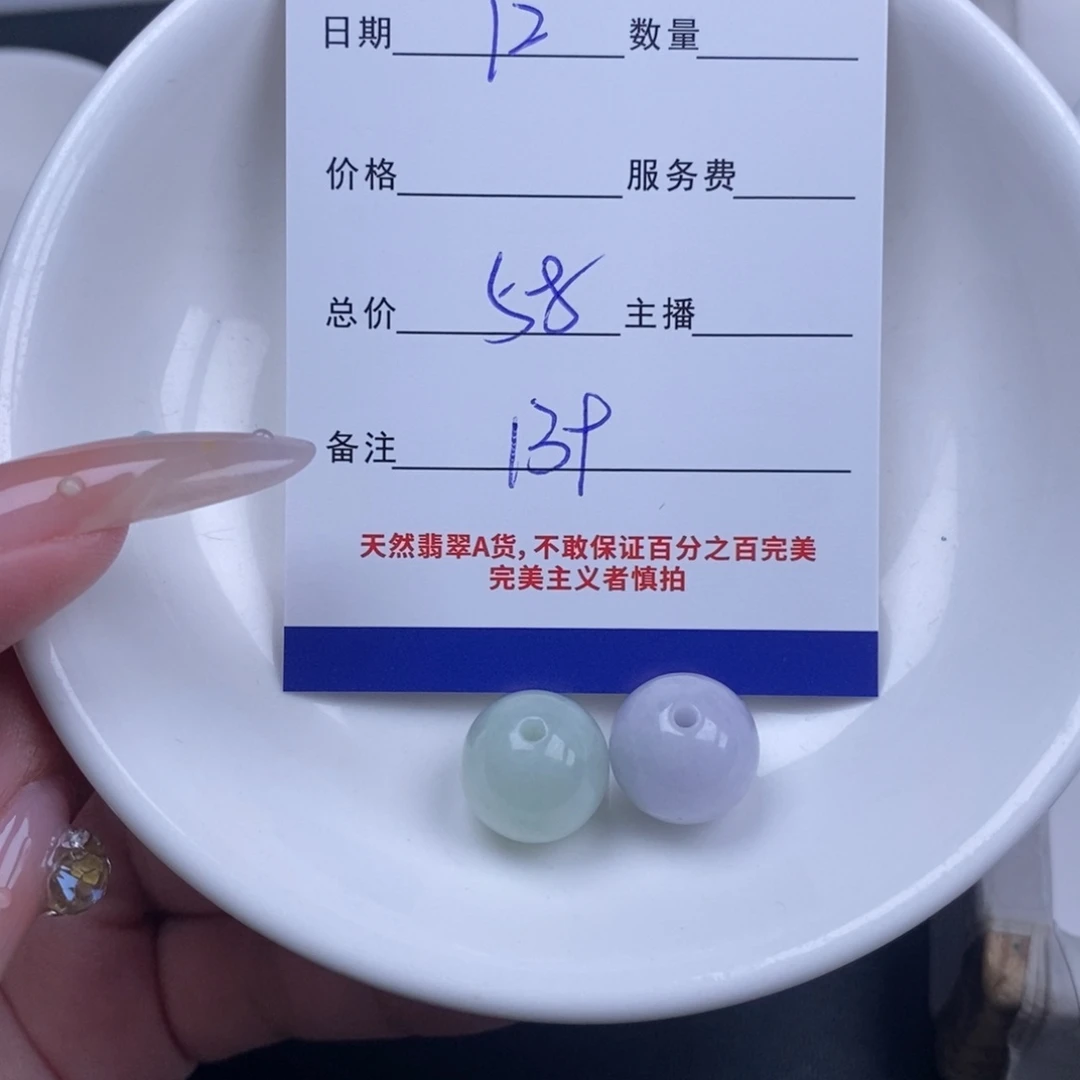 日期 12 数量
价格 服务费
总价 58 主播
备注 139
天然翡翠A货,不敢保证百分之百完美
完美主义者慎拍